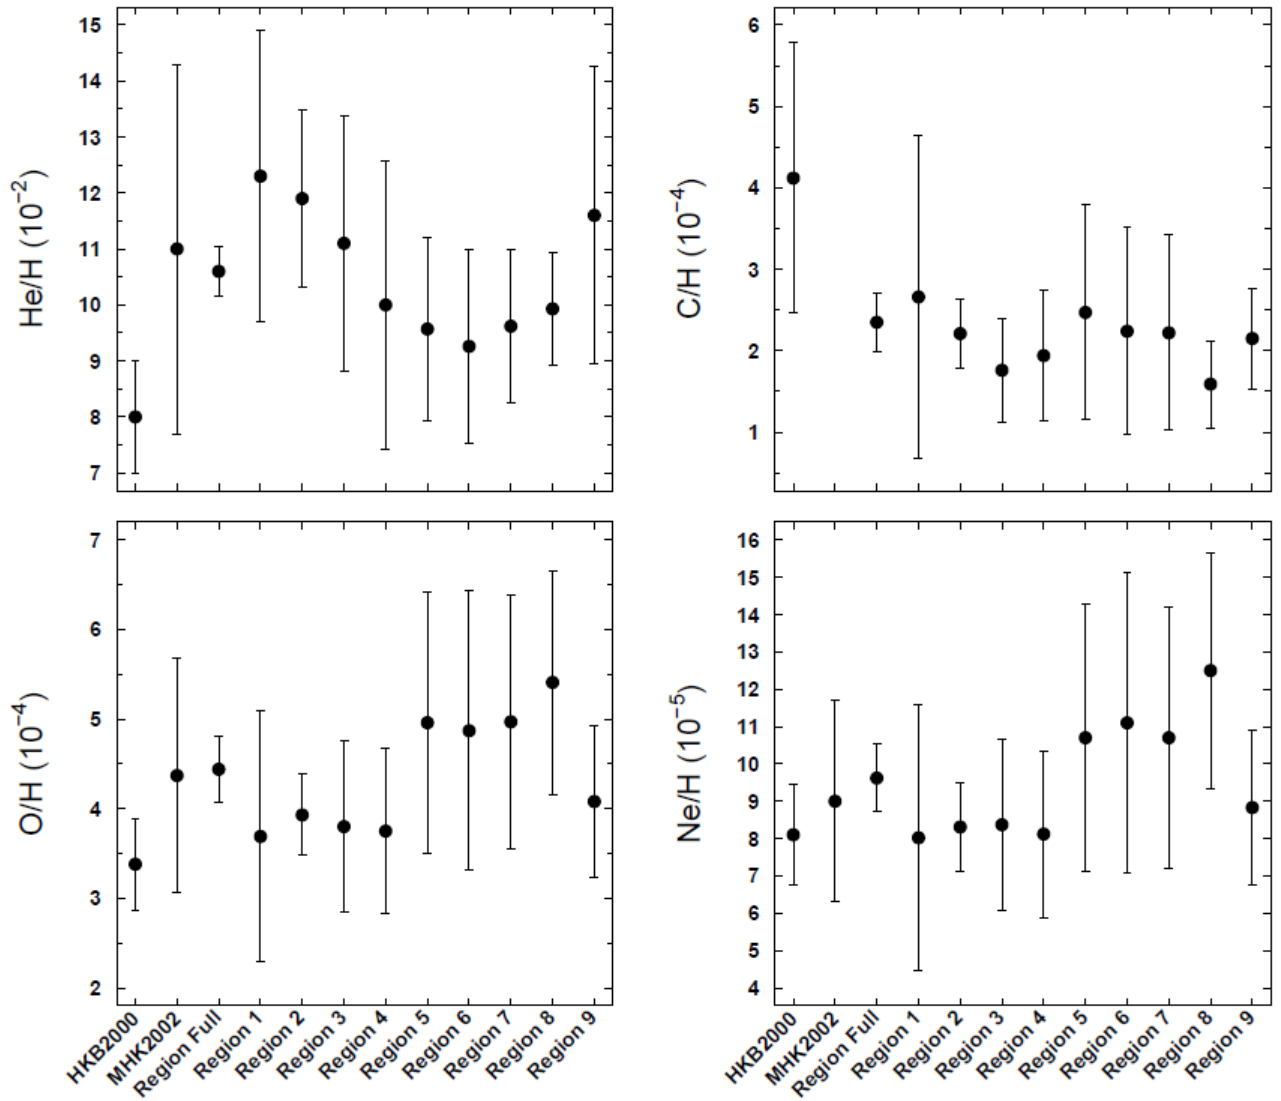 He/H (10⁻²)
15
14
13
12
11
10
9
8
7
C/H (10⁻⁴)
6
5
4
3
2
1
O/H (10⁻⁴)
7
6
5
4
3
2
HKB2000
MHK2002
Region Full
Region 1
Region 2
Region 3
Region 4
Region 5
Region 6
Region 7
Region 8
Region 9
Ne/H (10⁻⁵)
16
15
14
13
12
11
10
9
8
7
6
5
4
HKB2000
MHK2002
Region Full
Region 1
Region 2
Region 3
Region 4
Region 5
Region 6
Region 7
Region 8
Region 9